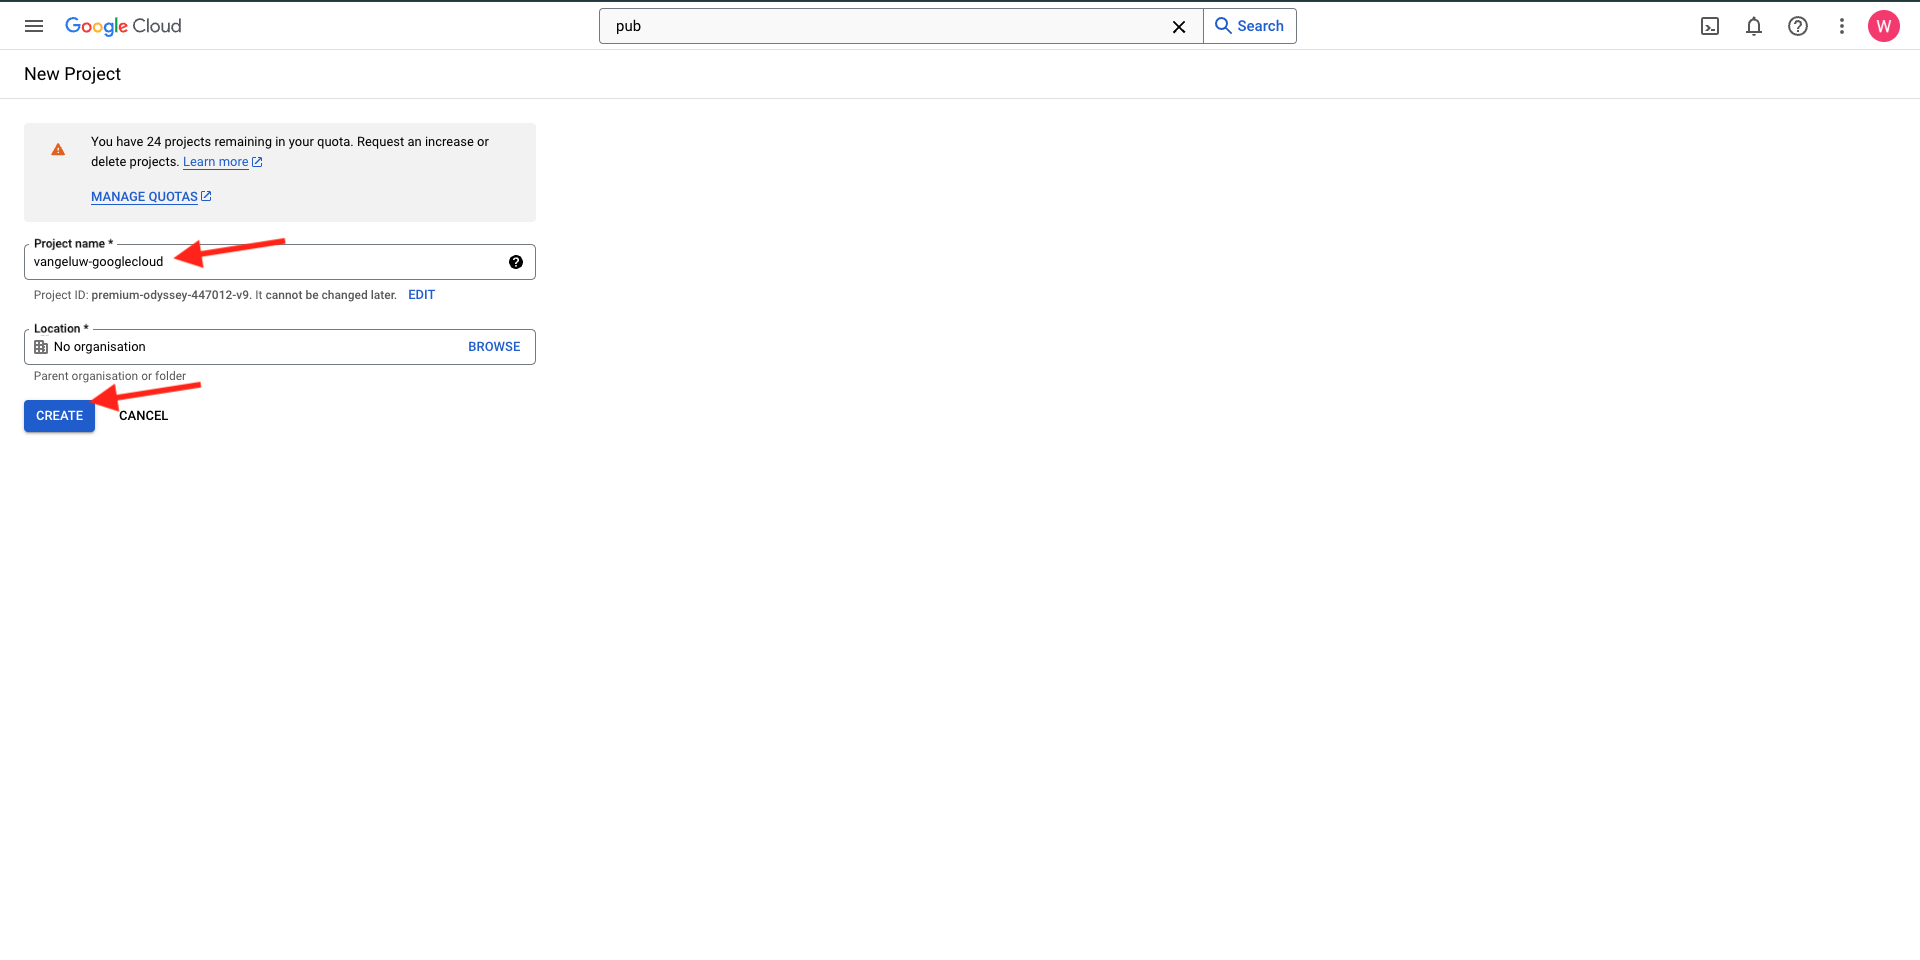 Google Cloud
pub
Search
W
New Project
You have 24 projects remaining in your quota. Request an increase or
delete projects. Learn more
MANAGE QUOTAS
Project name *
vangeluw-googlecloud
Project ID: premium-odyssey-447012-v9. It cannot be changed later. EDIT
Location *
No organisation
BROWSE
Parent organisation or folder
CREATE
CANCEL